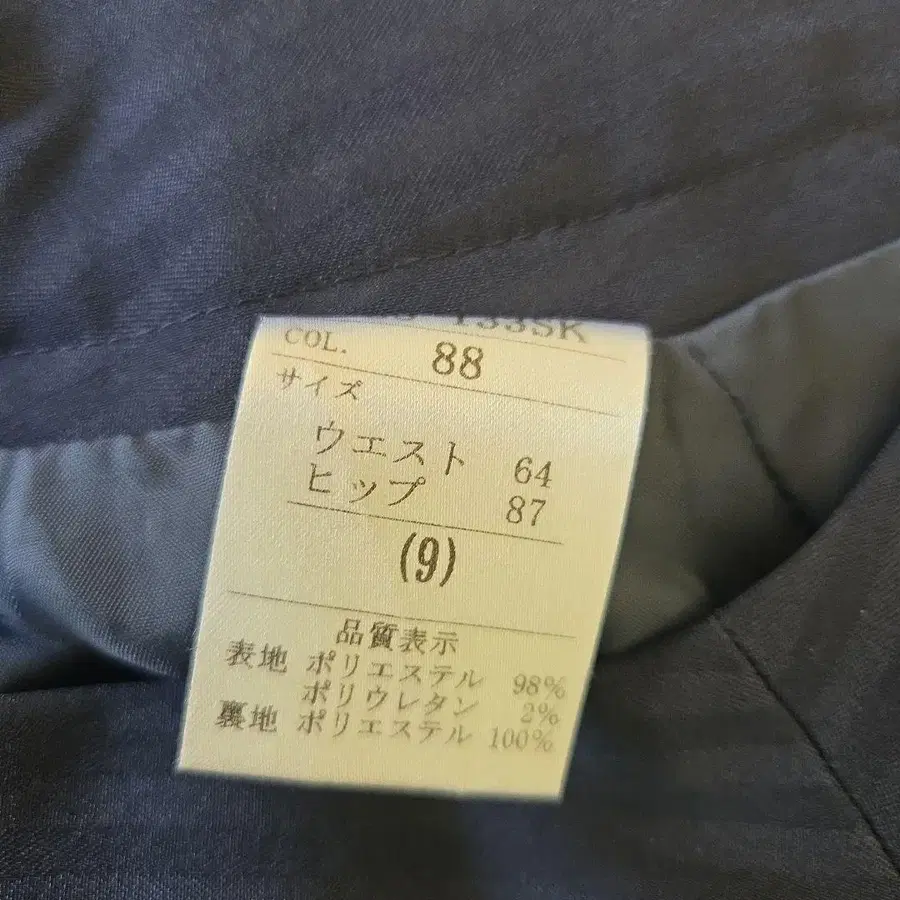 133SK
COL. 88
サイズ
ウエスト 64
ヒップ 87
(9)
品質表示
表地 ポリエステル 98%
ポリウレタン 2%
裏地 ポリエステル 100%